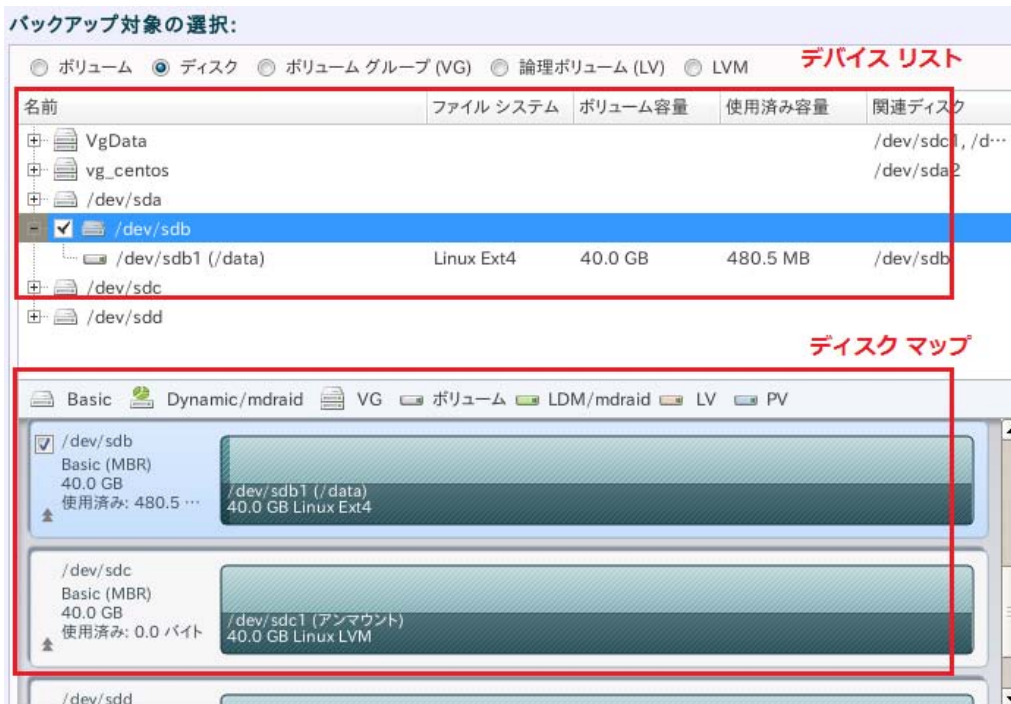 バックアップ対象の選択:
ボリューム ディスク ボリューム グループ (VG) 論理ボリューム (LV) LVM
デバイス リスト
名前 ファイル システム ボリューム容量 使用済み容量 関連ディスク
VgData /dev/sdc1, /d…
vg_centos /dev/sda2
/dev/sda
/dev/sdb
/dev/sdb1 (/data) Linux Ext4 40.0 GB 480.5 MB /dev/sdb
/dev/sdc
/dev/sdd
ディスク マップ
Basic Dynamic/mdraid VG ボリューム LDM/mdraid LV PV
/dev/sdb
Basic (MBR)
40.0 GB
使用済み: 480.5 …
/dev/sdb1 (/data)
40.0 GB Linux Ext4
/dev/sdc
Basic (MBR)
40.0 GB
使用済み: 0.0 バイト
/dev/sdc1 (アンマウント)
40.0 GB Linux LVM
/dev/sdd